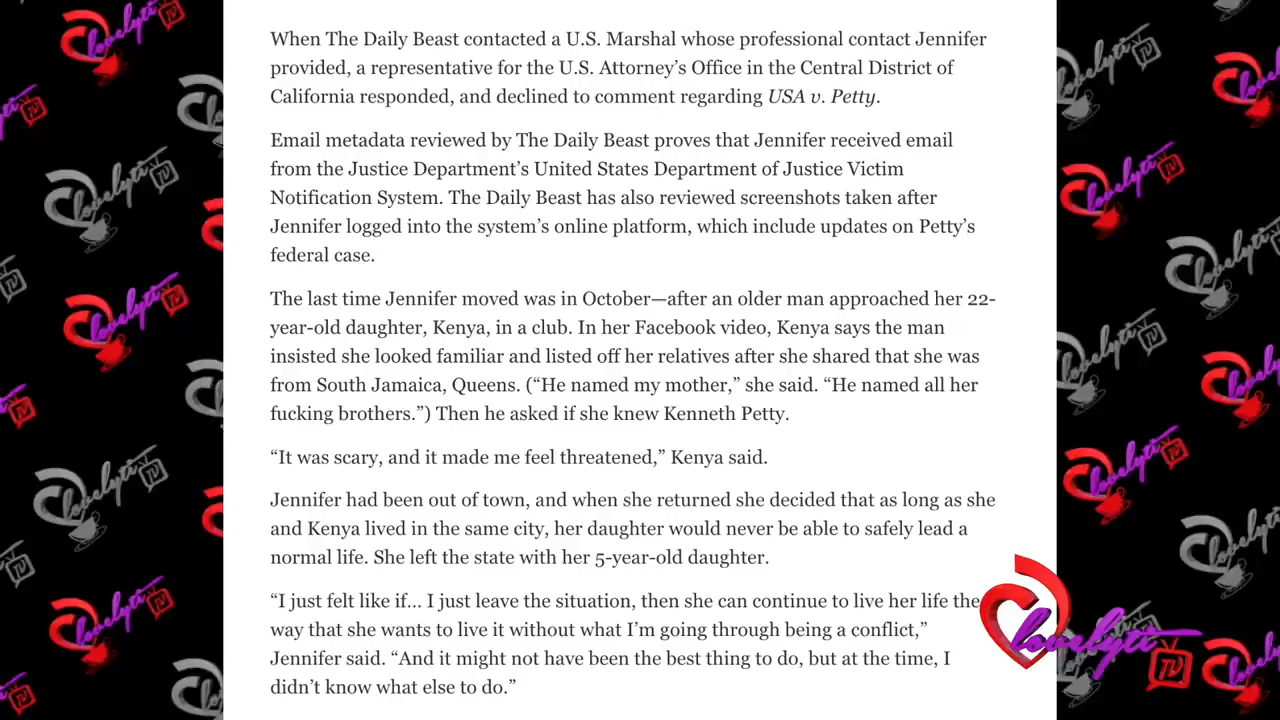 When The Daily Beast contacted a U.S. Marshal whose professional contact Jennifer
provided, a representative for the U.S. Attorney’s Office in the Central District of
California responded, and declined to comment regarding USA v. Petty.
Email metadata reviewed by The Daily Beast proves that Jennifer received email
from the Justice Department’s United States Department of Justice Victim
Notification System. The Daily Beast has also reviewed screenshots taken after
Jennifer logged into the system’s online platform, which include updates on Petty’s
federal case.
The last time Jennifer moved was in October—after an older man approached her 22-
year-old daughter, Kenya, in a club. In her Facebook video, Kenya says the man
insisted she looked familiar and listed off her relatives after she shared that she was
from South Jamaica, Queens. (“He named my mother,” she said. “He named all her
fucking brothers.”) Then he asked if she knew Kenneth Petty.
“It was scary, and it made me feel threatened,” Kenya said.
Jennifer had been out of town, and when she returned she decided that as long as she
and Kenya lived in the same city, her daughter would never be able to safely lead a
normal life. She left the state with her 5-year-old daughter.
“I just felt like if… I just leave the situation, then she can continue to live her life the
way that she wants to live it without what I’m going through being a conflict,”
Jennifer said. “And it might not have been the best thing to do, but at the time, I
didn’t know what else to do.”
lovelyti TV